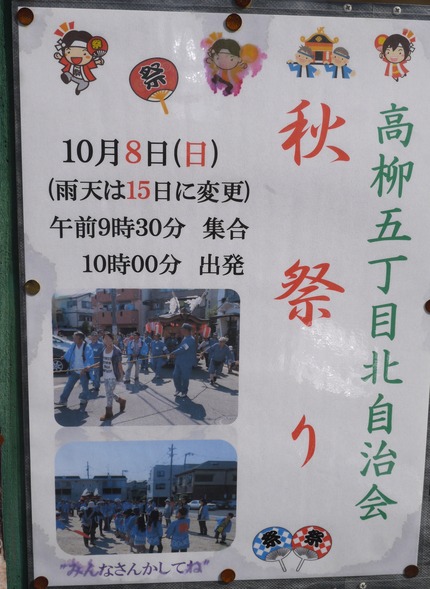 高柳五丁目北自治会
秋祭り
祭
10月8日(日)
(雨天は15日に変更)
午前9時30分 集合
10時00分 出発
"みんなさんかしてね"
祭 祭